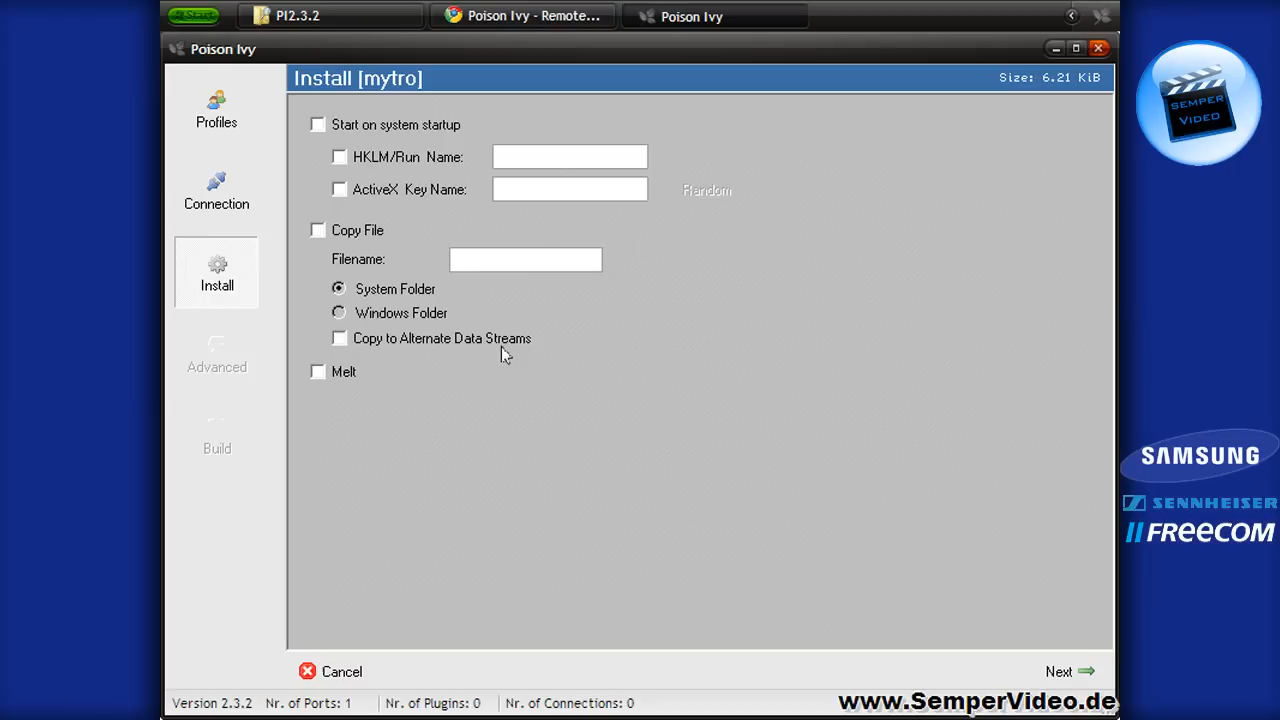 Start
PI2.3.2
Poison Ivy - Remote...
Poison Ivy
Poison Ivy
Install [mytro]
Size: 6.21 KiB
Profiles
Connection
Install
Advanced
Build
Start on system startup
HKLM/Run Name:
ActiveX Key Name:
Random
Copy File
Filename:
System Folder
Windows Folder
Copy to Alternate Data Streams
Melt
Cancel
Next
Version 2.3.2
Nr. of Ports: 1
Nr. of Plugins: 0
Nr. of Connections: 0
SEMPER
VIDEO
SAMSUNG
SENNHEISER
FREECOM
www.SemperVideo.de